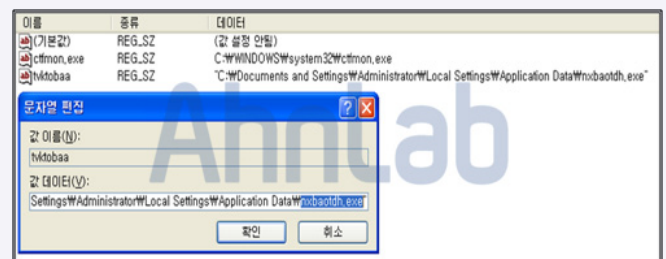 이름 종류 데이터
(기본값) REG_SZ (값 설정 안됨)
ctfmon.exe REG_SZ C:₩WINDOWS₩system32₩ctfmon.exe
tvktobaa REG_SZ "C:₩Documents and Settings₩Administrator₩Local Settings₩Application Data₩nxbaotdh.exe"
문자열 편집
값 이름(N):
tvktobaa
값 데이터(V):
Settings₩Administrator₩Local Settings₩Application Data₩nxbaotdh.exe"
확인 취소
AhnLab